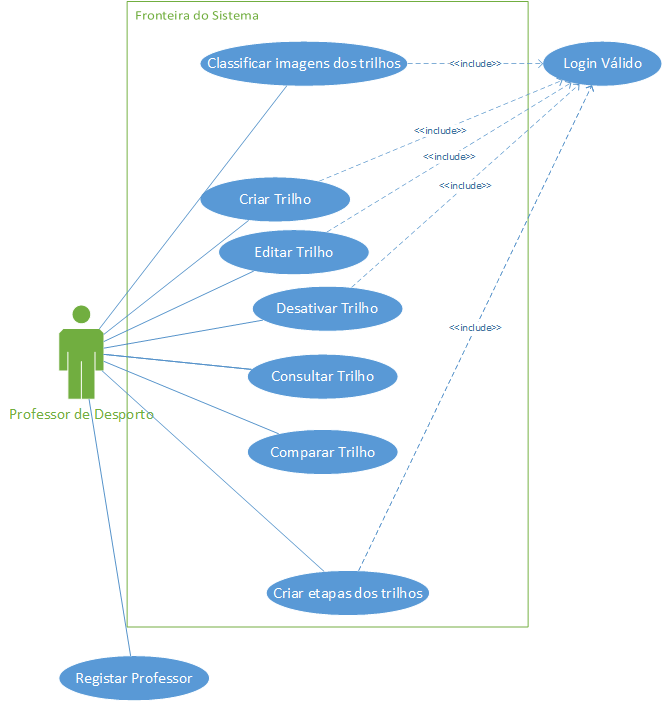 Fronteira do Sistema
Classificar imagens dos trilhos
<<include>>
Login Válido
<<include>>
<<include>>
<<include>>
Criar Trilho
Editar Trilho
Desativar Trilho
<<include>>
Consultar Trilho
Professor de Desporto
Comparar Trilho
Criar etapas dos trilhos
Registar Professor